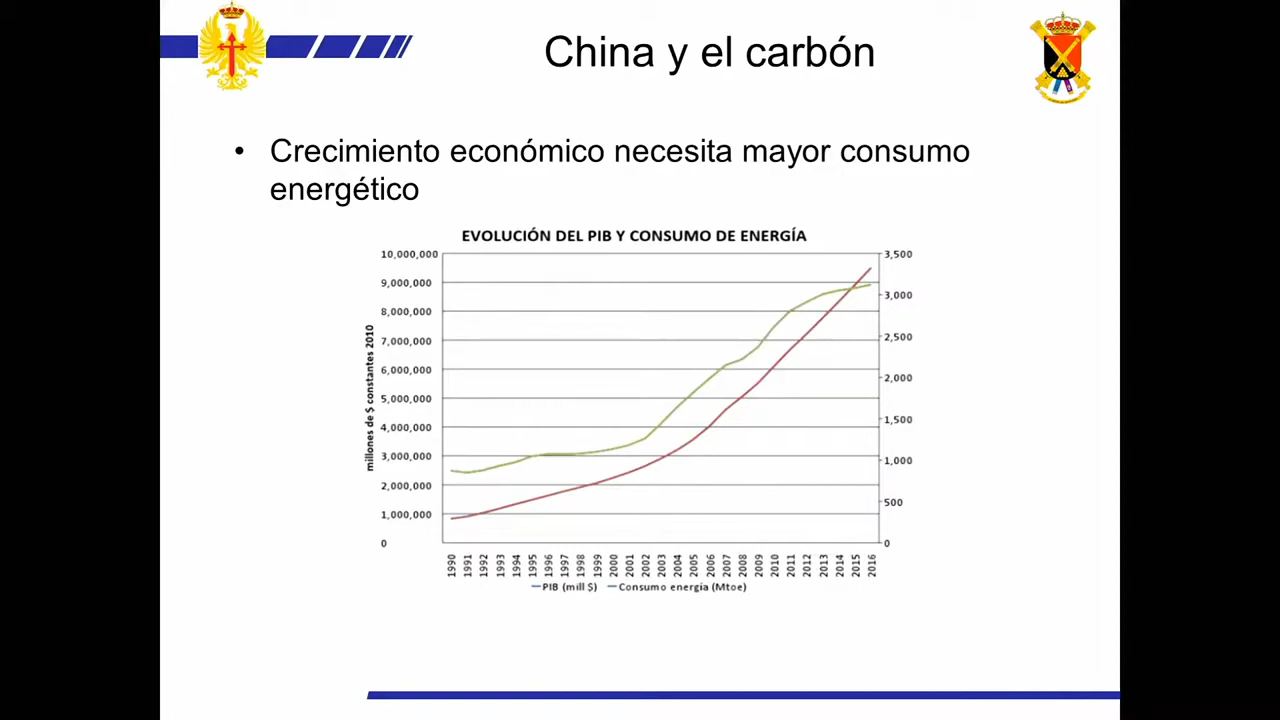 China y el carbón
• Crecimiento económico necesita mayor consumo
energético
EVOLUCIÓN DEL PIB Y CONSUMO DE ENERGÍA
10,000,000
9,000,000
8,000,000
7,000,000
6,000,000
5,000,000
4,000,000
3,000,000
2,000,000
1,000,000
0
millones de $ constantes 2010
3,500
3,000
2,500
2,000
1,500
1,000
500
0
1990 1991 1992 1993 1994 1995 1996 1997 1998 1999 2000 2001 2002 2003 2004 2005 2006 2007 2008 2009 2010 2011 2012 2013 2014 2015 2016
PIB (mill $) Consumo energía (Mtoe)